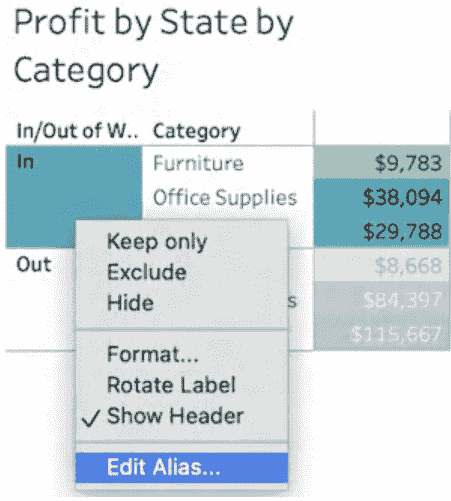 Profit by State by
Category
In/Out of W.. Category
In Furniture $9,783
Office Supplies $38,094
$29,788
Keep only
Out $8,668
Exclude
Hide s $84,397
$115,667
Format...
Rotate Label
✓ Show Header
Edit Alias...